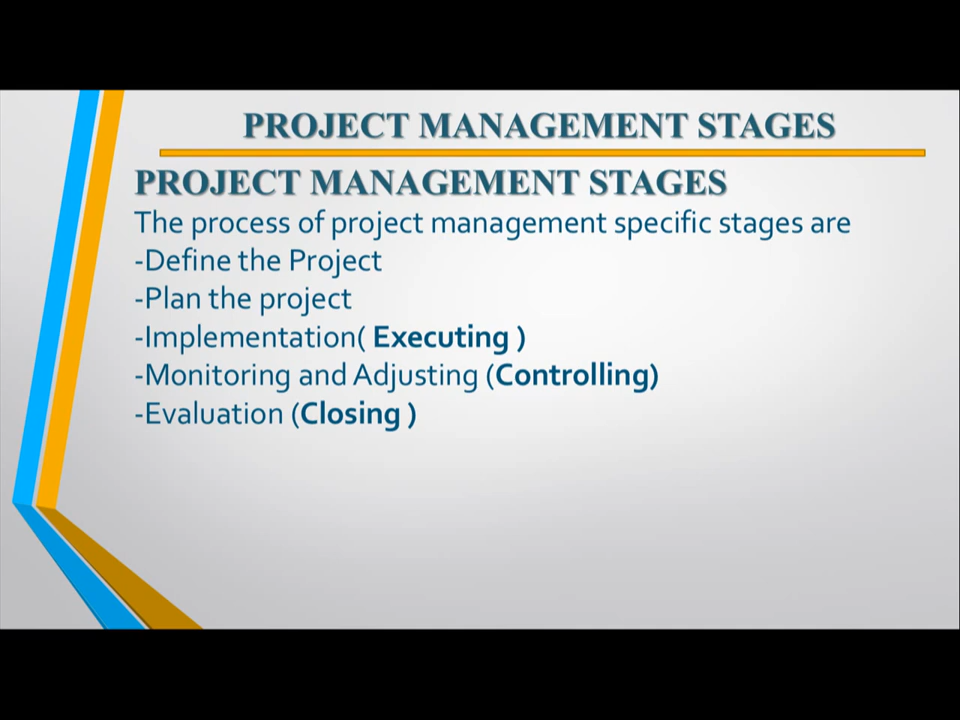 PROJECT MANAGEMENT STAGES
PROJECT MANAGEMENT STAGES
The process of project management specific stages are
-Define the Project
-Plan the project
-Implementation( Executing )
-Monitoring and Adjusting (Controlling)
-Evaluation (Closing )